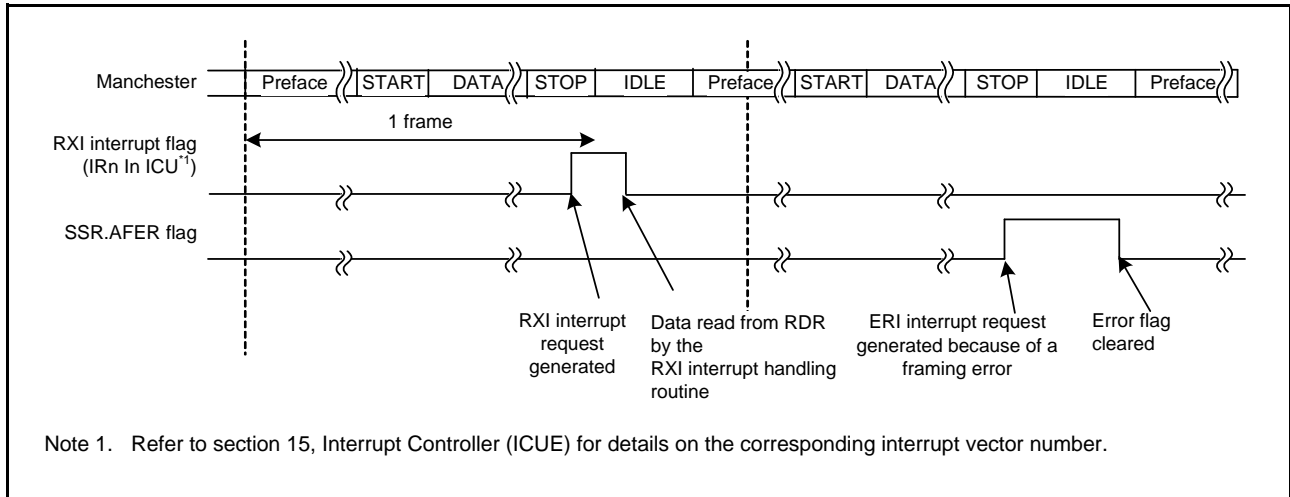 Manchester Preface START DATA STOP IDLE Preface START DATA STOP IDLE Preface
1 frame
RXI interrupt flag
(IRn In ICU*1)
SSR.AFER flag
RXI interrupt
request
generated
Data read from RDR
by the
RXI interrupt handling
routine
ERI interrupt request
generated because of a
framing error
Error flag
cleared
Note 1. Refer to section 15, Interrupt Controller (ICUE) for details on the corresponding interrupt vector number.